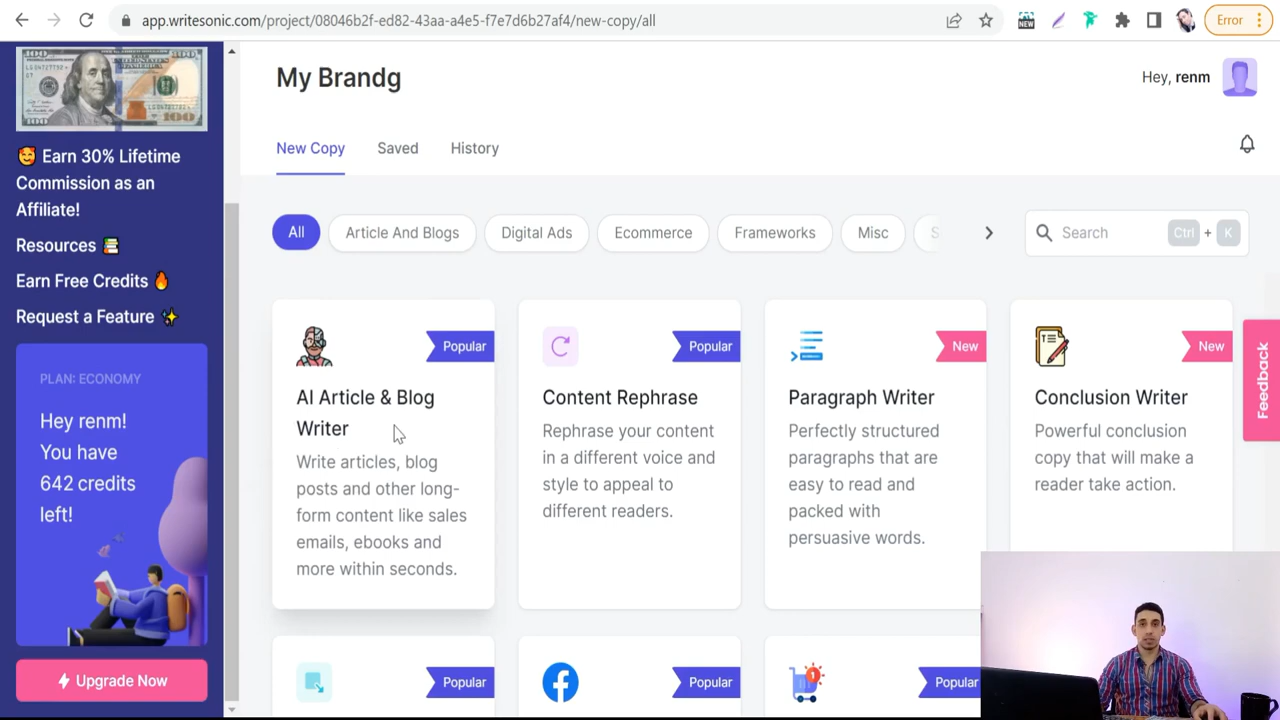 app.writesonic.com/project/08046b2f-ed82-43aa-a4e5-f7e7d6b27af4/new-copy/all
NEW
Error
100
100
100
🥰 Earn 30% Lifetime
Commission as an
Affiliate!
Resources 📚
Earn Free Credits 🔥
Request a Feature ✨
PLAN: ECONOMY
Hey renm!
You have
642 credits
left!
Upgrade Now
My Brandg
Hey, renm
New Copy
Saved
History
All
Article And Blogs
Digital Ads
Ecommerce
Frameworks
Misc
S
Search
Ctrl + K
Popular
AI Article & Blog
Writer
Write articles, blog
posts and other long-
form content like sales
emails, ebooks and
more within seconds.
Popular
Content Rephrase
Rephrase your content
in a different voice and
style to appeal to
different readers.
New
Paragraph Writer
Perfectly structured
paragraphs that are
easy to read and
packed with
persuasive words.
New
Conclusion Writer
Powerful conclusion
copy that will make a
reader take action.
Feedback
Popular
Popular
Popular